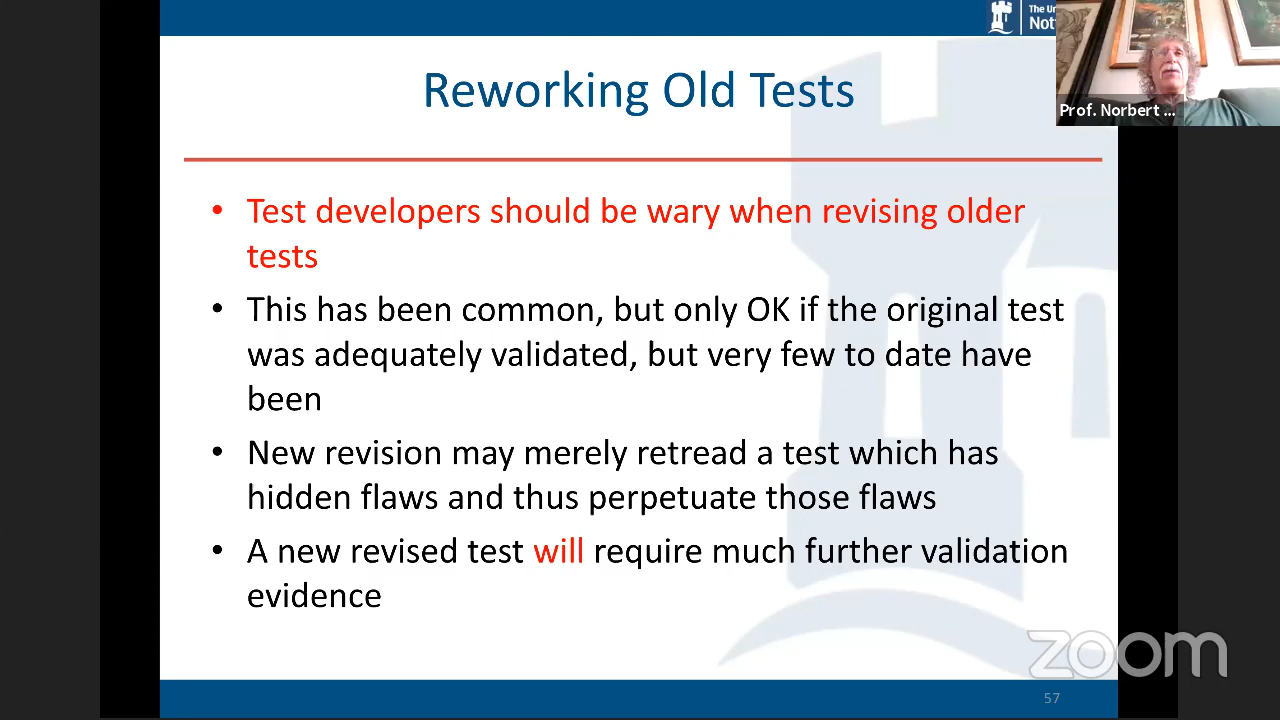 The Un
Nott
Reworking Old Tests
Prof. Norbert ...
• Test developers should be wary when revising older
tests
• This has been common, but only OK if the original test
was adequately validated, but very few to date have
been
• New revision may merely retread a test which has
hidden flaws and thus perpetuate those flaws
• A new revised test will require much further validation
evidence
zoom
57